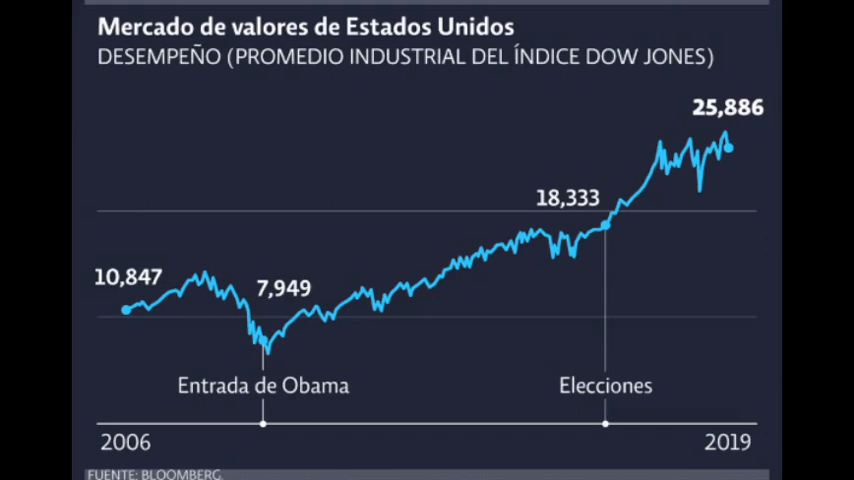 Mercado de valores de Estados Unidos
DESEMPEÑO (PROMEDIO INDUSTRIAL DEL ÍNDICE DOW JONES)
25,886
18,333
10,847
7,949
Entrada de Obama
Elecciones
2006
2019
FUENTE: BLOOMBERG.